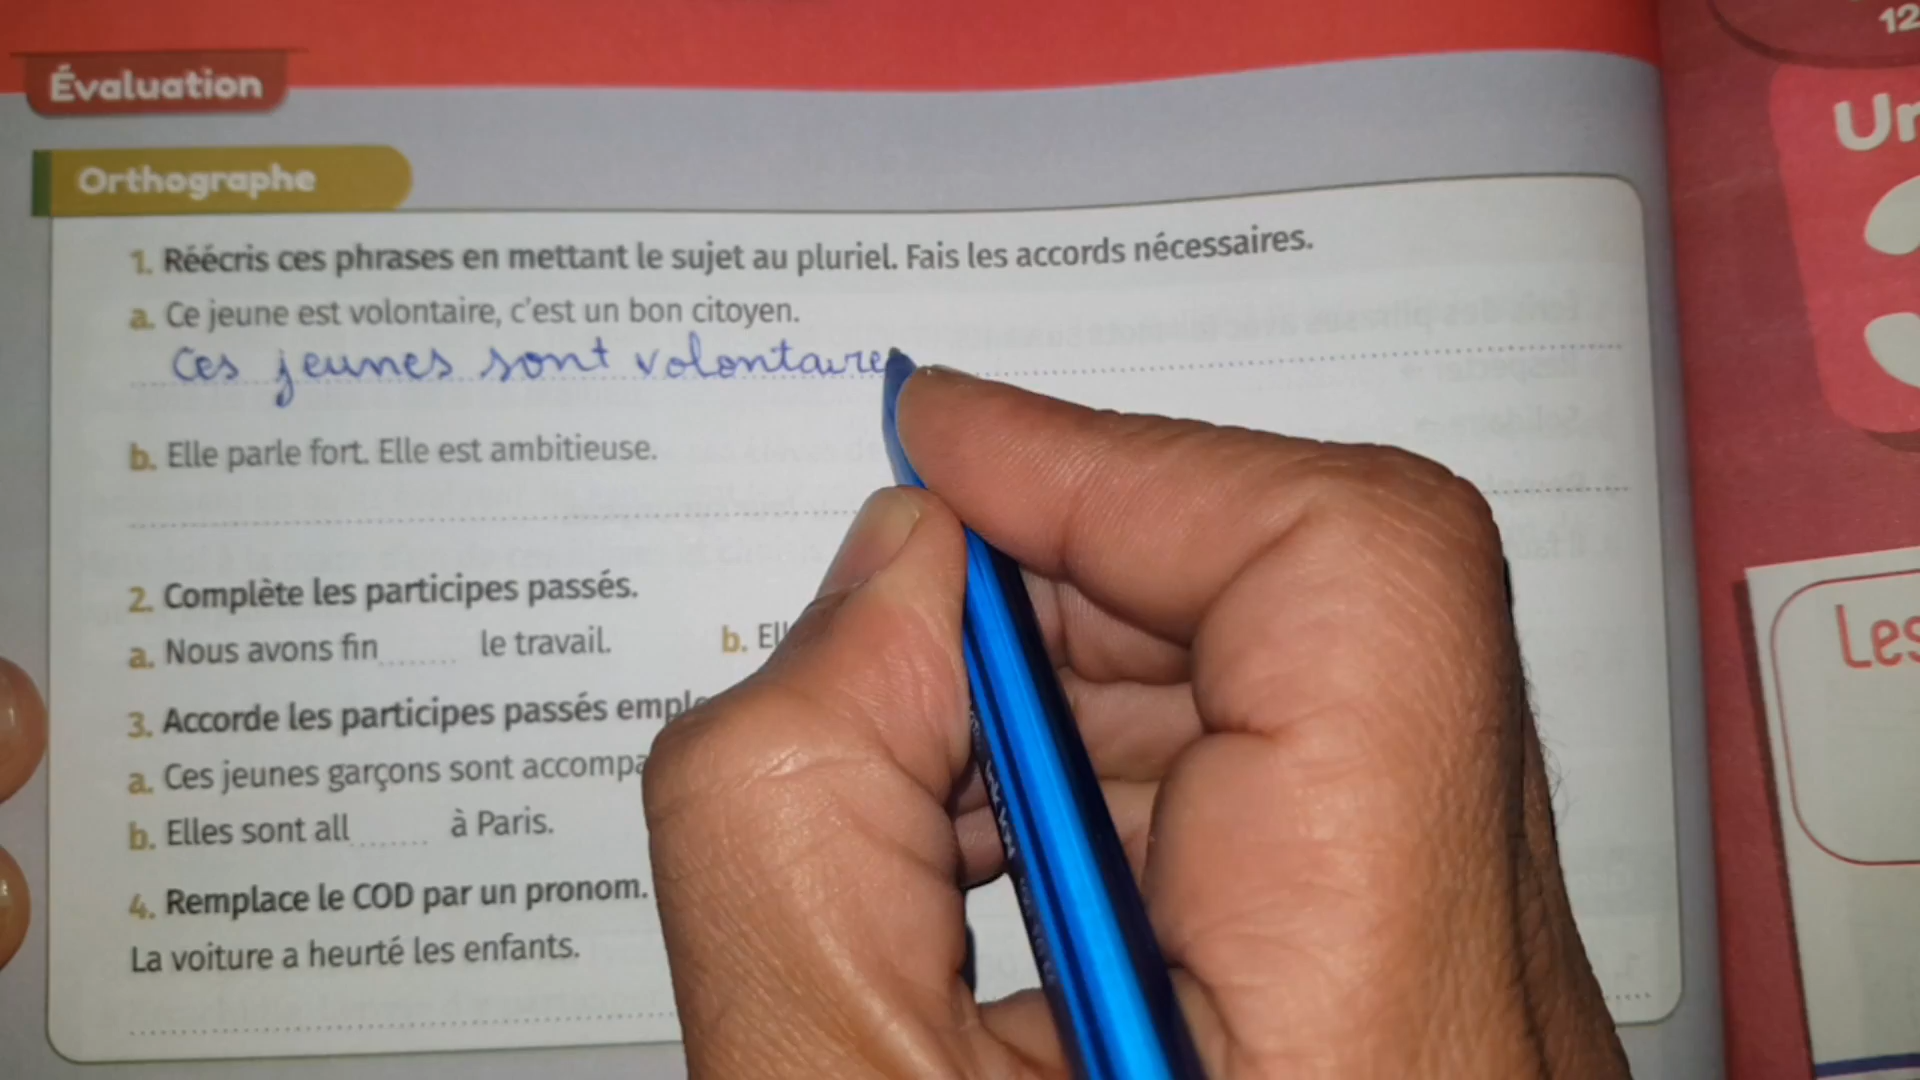 12
Évaluation
Un
Orthographe
1. Réécris ces phrases en mettant le sujet au pluriel. Fais les accords nécessaires.
a. Ce jeune est volontaire, c'est un bon citoyen.
Ces jeunes sont volontaire
b. Elle parle fort. Elle est ambitieuse.
2. Complète les participes passés.
a. Nous avons fin........ le travail. b. Ell
3. Accorde les participes passés emplo
a. Ces jeunes garçons sont accompa
b. Elles sont all....... à Paris.
4. Remplace le COD par un pronom.
La voiture a heurté les enfants.
Les